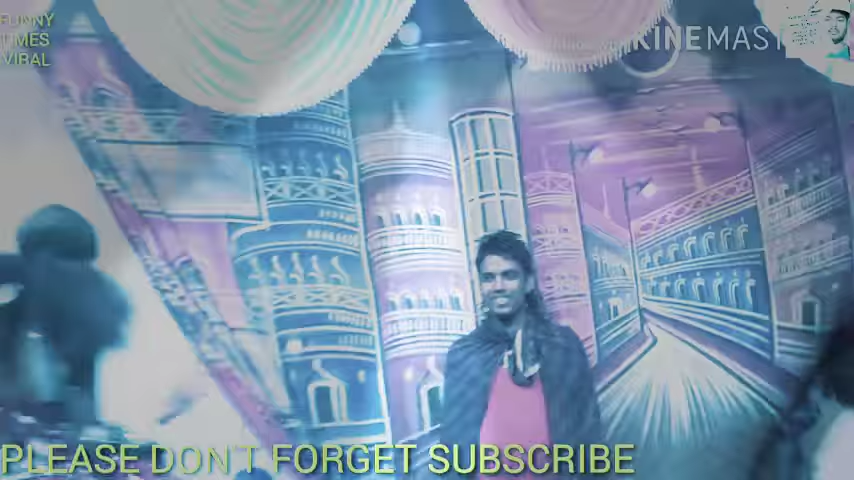 FUNNY
TIMES
VIRAL
KINEMAST
PLEASE DON'T FORGET SUBSCRIBE